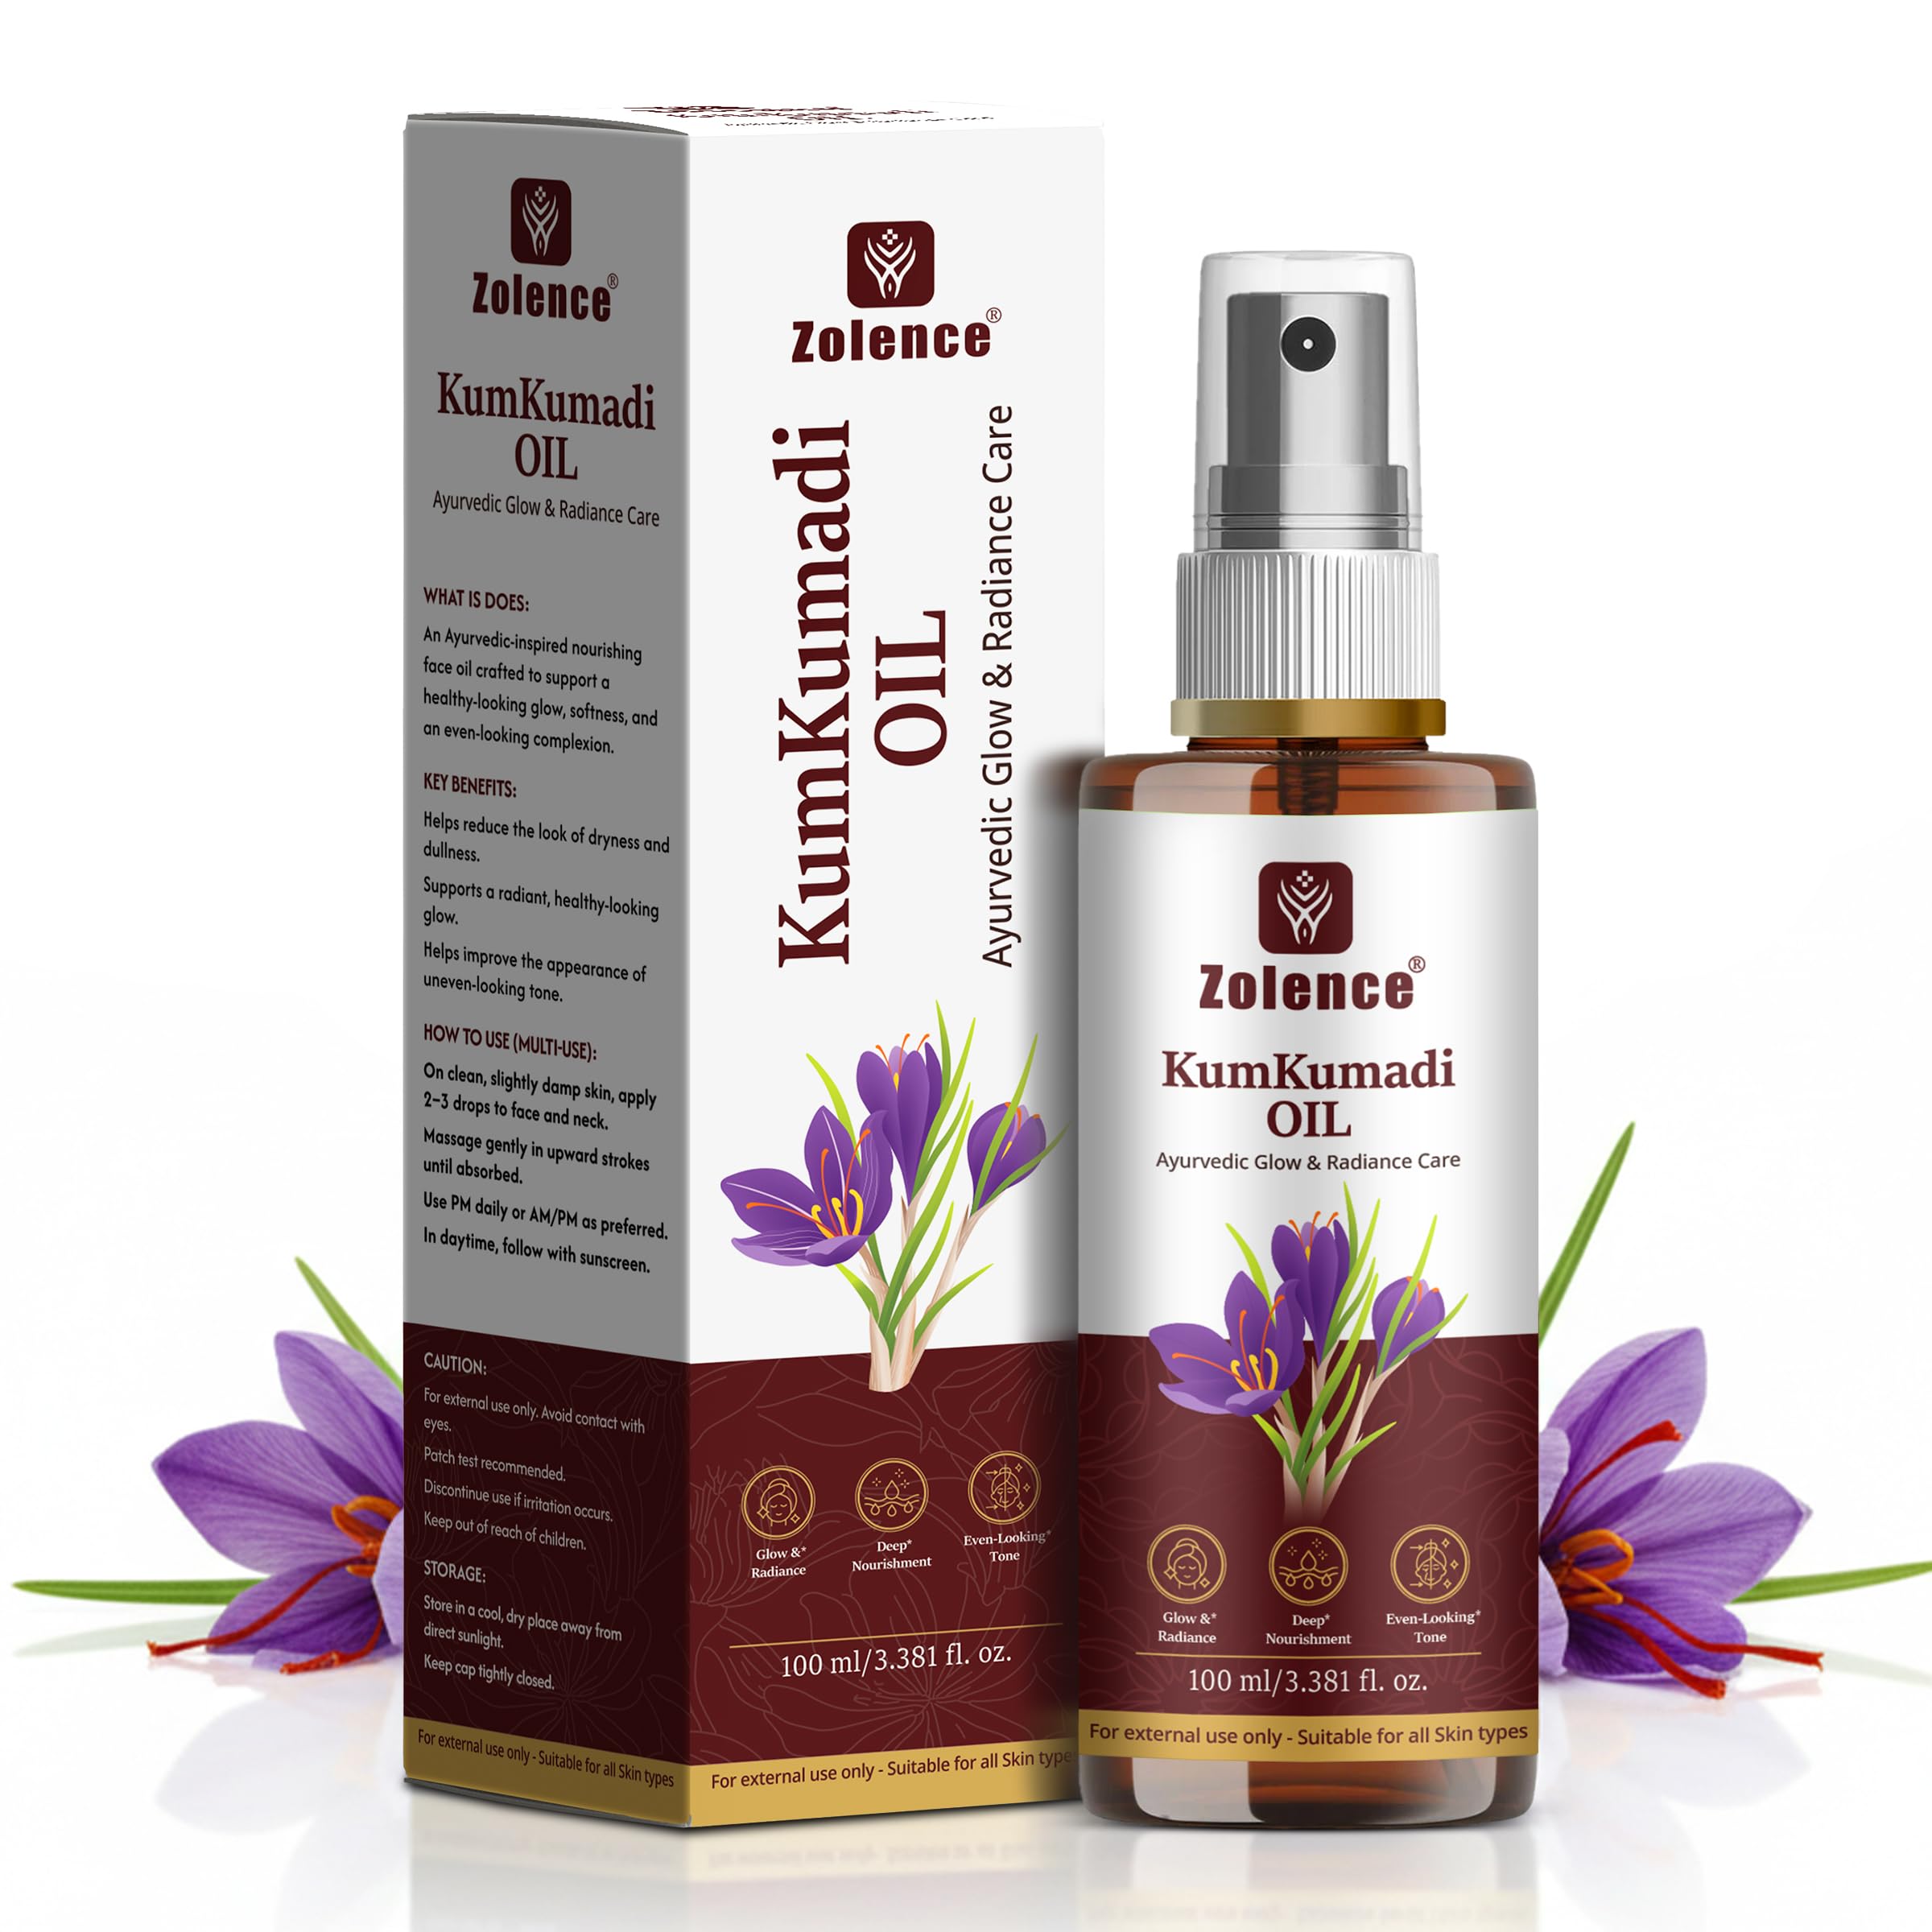 Zolence®
KumKumadi
OIL
Ayurvedic Glow & Radiance Care
WHAT IS DOES:
An Ayurvedic-inspired nourishing
face oil crafted to support a
healthy-looking glow, softness, and
an even-looking complexion.
KEY BENEFITS:
Helps reduce the look of dryness and
dullness.
Supports a radiant, healthy-looking
glow.
Helps improve the appearance of
uneven-looking tone.
HOW TO USE (MULTI-USE):
On clean, slightly damp skin, apply
2–3 drops to face and neck.
Massage gently in upward strokes
until absorbed.
Use PM daily or AM/PM as preferred.
In daytime, follow with sunscreen.
CAUTION:
For external use only. Avoid contact with
eyes.
Patch test recommended.
Discontinue use if irritation occurs.
Keep out of reach of children.
STORAGE:
Store in a cool, dry place away from
direct sunlight.
Keep cap tightly closed.
For external use only - Suitable for all Skin types
Zolence®
KumKumadi
OIL
Ayurvedic Glow & Radiance Care
Glow &*
Radiance
Deep*
Nourishment
Even-Looking*
Tone
100 ml/3.381 fl. oz.
For external use only - Suitable for all Skin type
Zolence®
KumKumadi
OIL
Ayurvedic Glow & Radiance Care
Glow &*
Radiance
Deep*
Nourishment
Even-Looking*
Tone
100 ml/3.381 fl. oz.
For external use only - Suitable for all Skin types